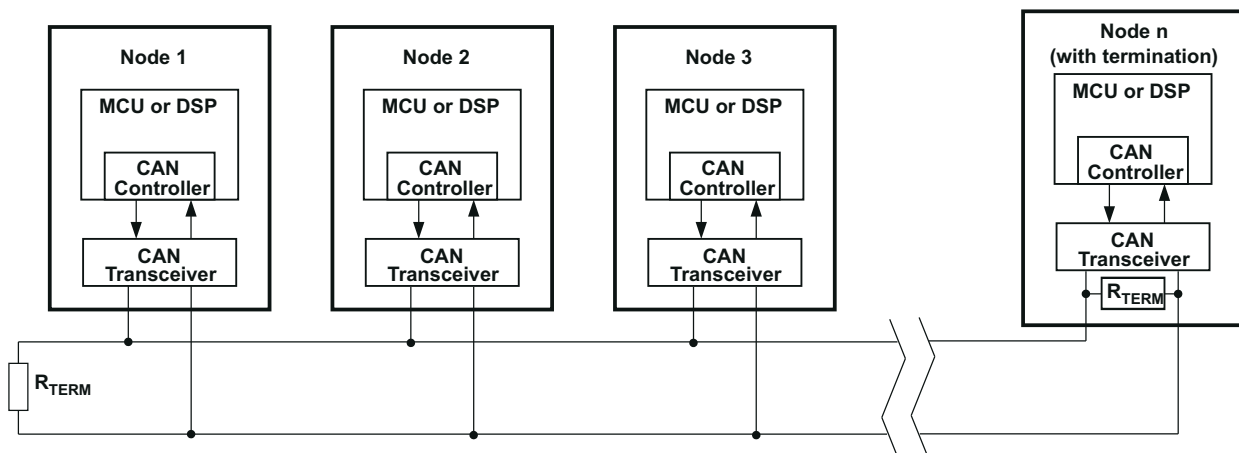 Node 1
MCU or DSP
CAN
Controller
CAN
Transceiver
Node 2
MCU or DSP
CAN
Controller
CAN
Transceiver
Node 3
MCU or DSP
CAN
Controller
CAN
Transceiver
Node n
(with termination)
MCU or DSP
CAN
Controller
CAN
Transceiver
RTERM
RTERM